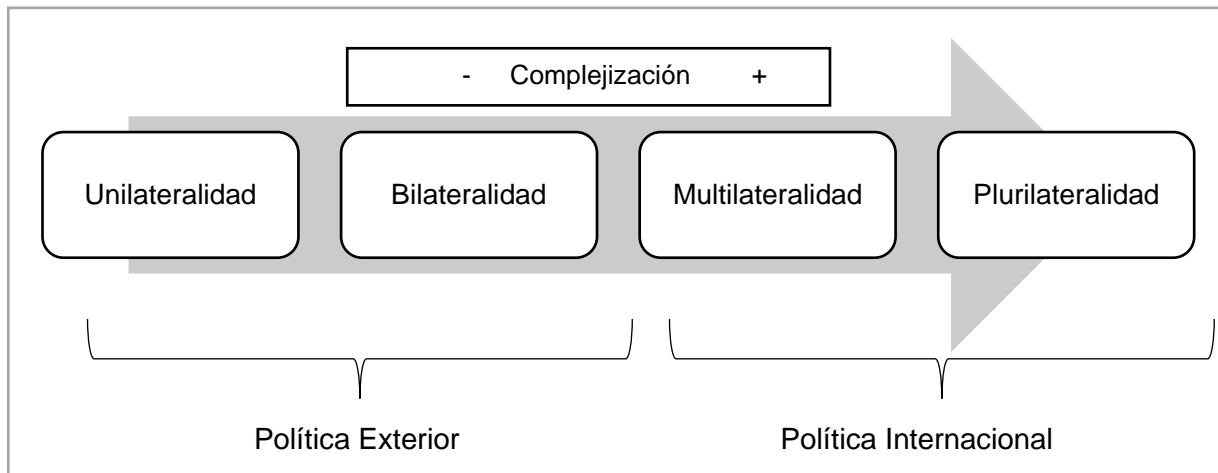 - Complejización +
Unilateralidad
Bilateralidad
Multilateralidad
Plurilateralidad
Política Exterior
Política Internacional